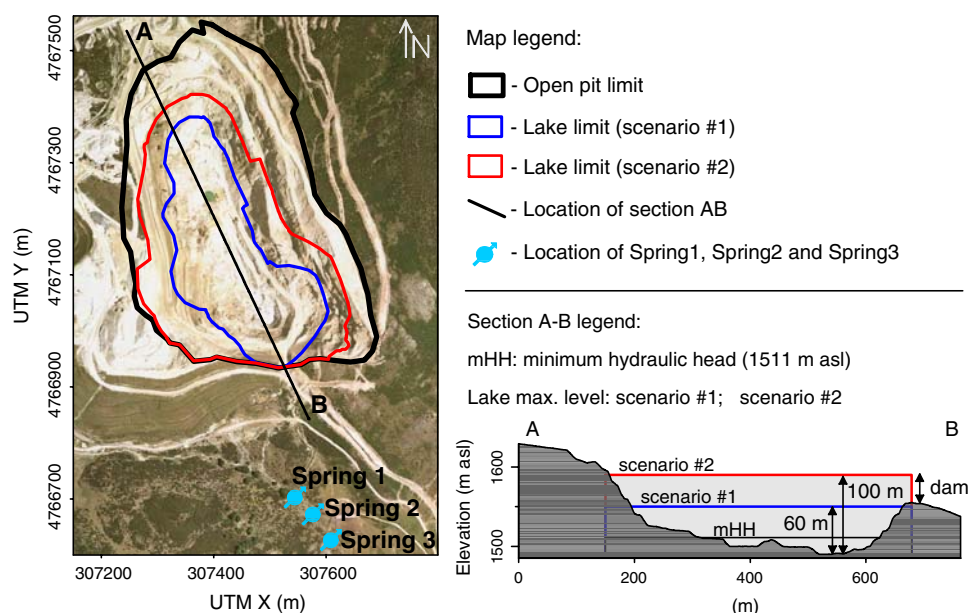 A
N
B
Spring 1
Spring 2
Spring 3
4767500
4767300
4767100
4766900
4766700
UTM Y (m)
307200
307400
307600
UTM X (m)
Map legend:
- Open pit limit
- Lake limit (scenario #1)
- Lake limit (scenario #2)
- Location of section AB
- Location of Spring1, Spring2 and Spring3
Section A-B legend:
mHH: minimum hydraulic head (1511 m asl)
Lake max. level: scenario #1; scenario #2
A
B
Elevation (m asl)
1600
1500
scenario #2
scenario #1
mHH
100 m
60 m
dam
0
200
400
600
(m)